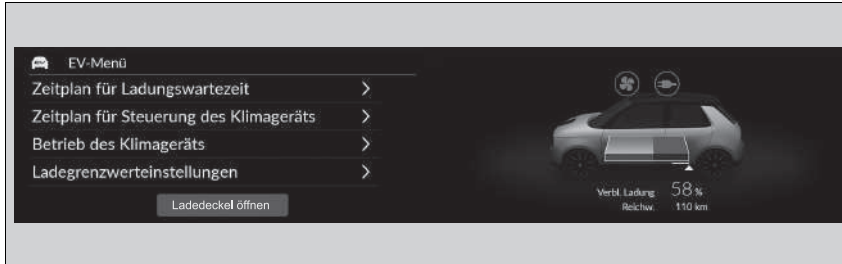 EV-Menü
Zeitplan für Ladungswartezeit
Zeitplan für Steuerung des Klimageräts
Betrieb des Klimageräts
Ladegrenzwerteinstellungen
Ladedeckel öffnen
Verbl. Ladung 58 %
Reichw. 110 km